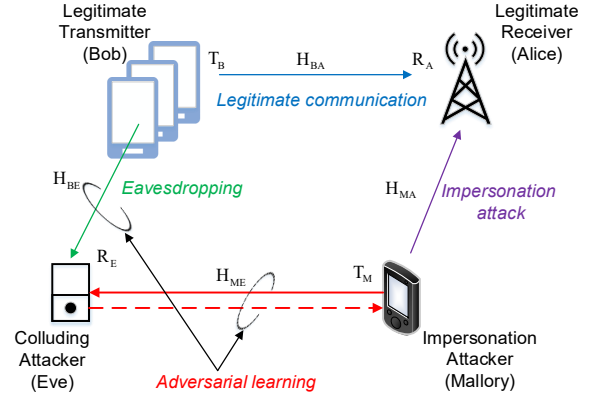 Legitimate
Transmitter
(Bob)
Legitimate
Receiver
(Alice)
T_B
H_BA
R_A
Legitimate communication
H_BE
Eavesdropping
H_MA
Impersonation
attack
R_E
H_ME
T_M
Colluding
Attacker
(Eve)
Adversarial learning
Impersonation
Attacker
(Mallory)